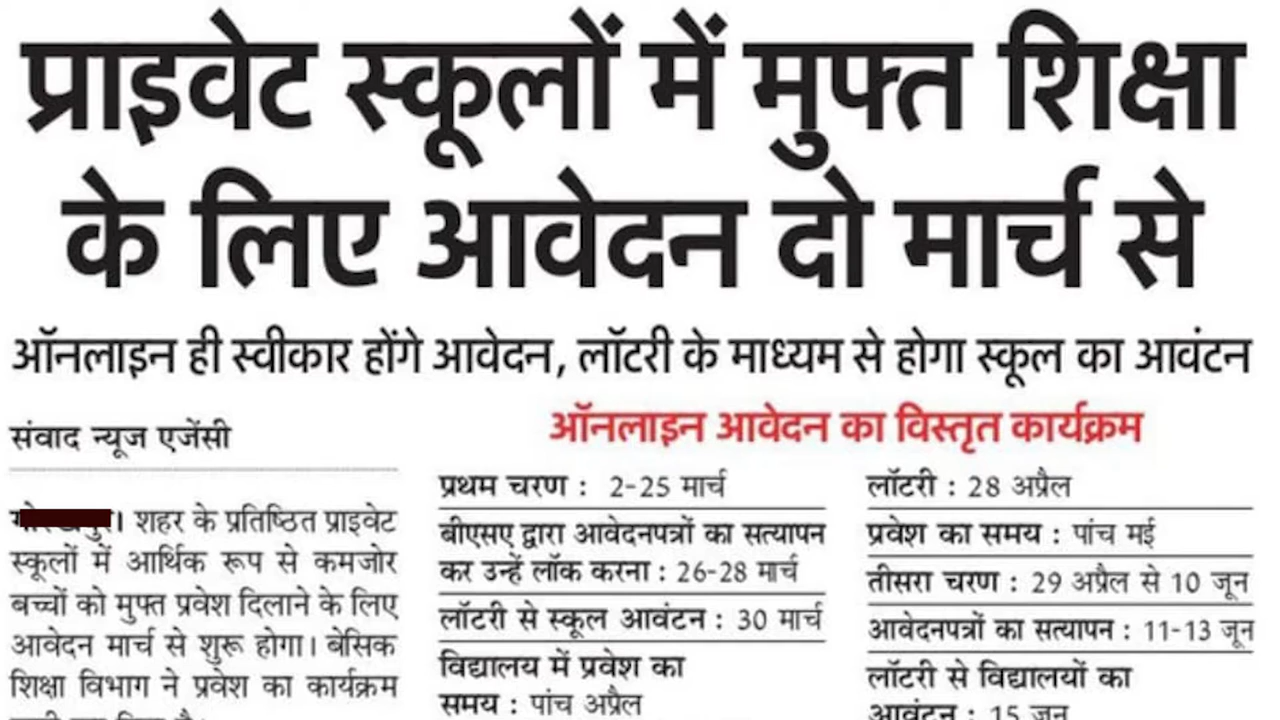 प्राइवेट स्कूलों में मुफ्त शिक्षा
के लिए आवेदन दो मार्च से
ऑनलाइन ही स्वीकार होंगे आवेदन, लॉटरी के माध्यम से होगा स्कूल का आवंटन
संवाद न्यूज एजेंसी
। शहर के प्रतिष्ठित प्राइवेट
स्कूलों में आर्थिक रूप से कमजोर
बच्चों को मुफ्त प्रवेश दिलाने के लिए
आवेदन मार्च से शुरू होगा। बेसिक
शिक्षा विभाग ने प्रवेश का कार्यक्रम
ऑनलाइन आवेदन का विस्तृत कार्यक्रम
प्रथम चरण : 2-25 मार्च
बीएसए द्वारा आवेदनपत्रों का सत्यापन
कर उन्हें लॉक करना : 26-28 मार्च
लॉटरी से स्कूल आवंटन : 30 मार्च
विद्यालय में प्रवेश का
समय : पांच अप्रैल
लॉटरी : 28 अप्रैल
प्रवेश का समय : पांच मई
तीसरा चरण : 29 अप्रैल से 10 जून
आवेदनपत्रों का सत्यापन : 11-13 जून
लॉटरी से विद्यालयों का
आवंटन : 15 जून